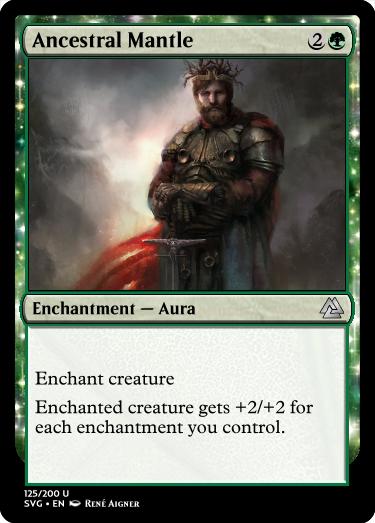 Ancestral Mantle 2
Enchantment — Aura
Enchant creature
Enchanted creature gets +2/+2 for
each enchantment you control.
125/200 U
SVG • EN René Aigner